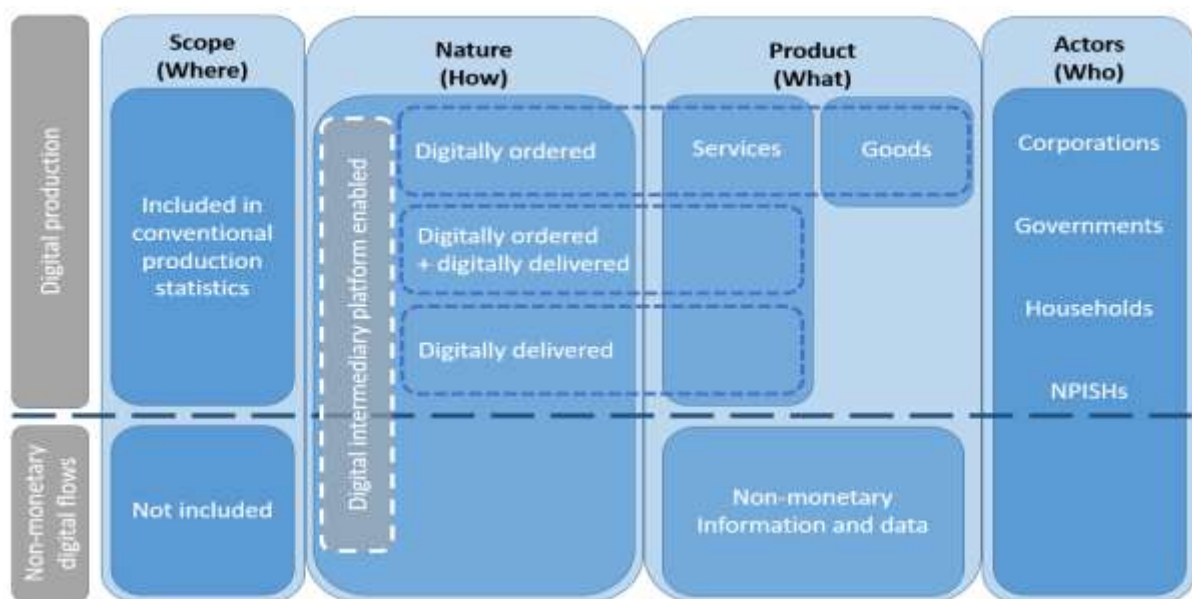 Scope
(Where)
Nature
(How)
Product
(What)
Actors
(Who)
Digital production
Included in
conventional
production
statistics
Digital intermediary platform enabled
Digitally ordered
Digitally ordered
+ digitally delivered
Digitally delivered
Services
Goods
Corporations
Governments
Households
NPISHs
Non-monetary
digital flows
Not included
Non-monetary
Information and data